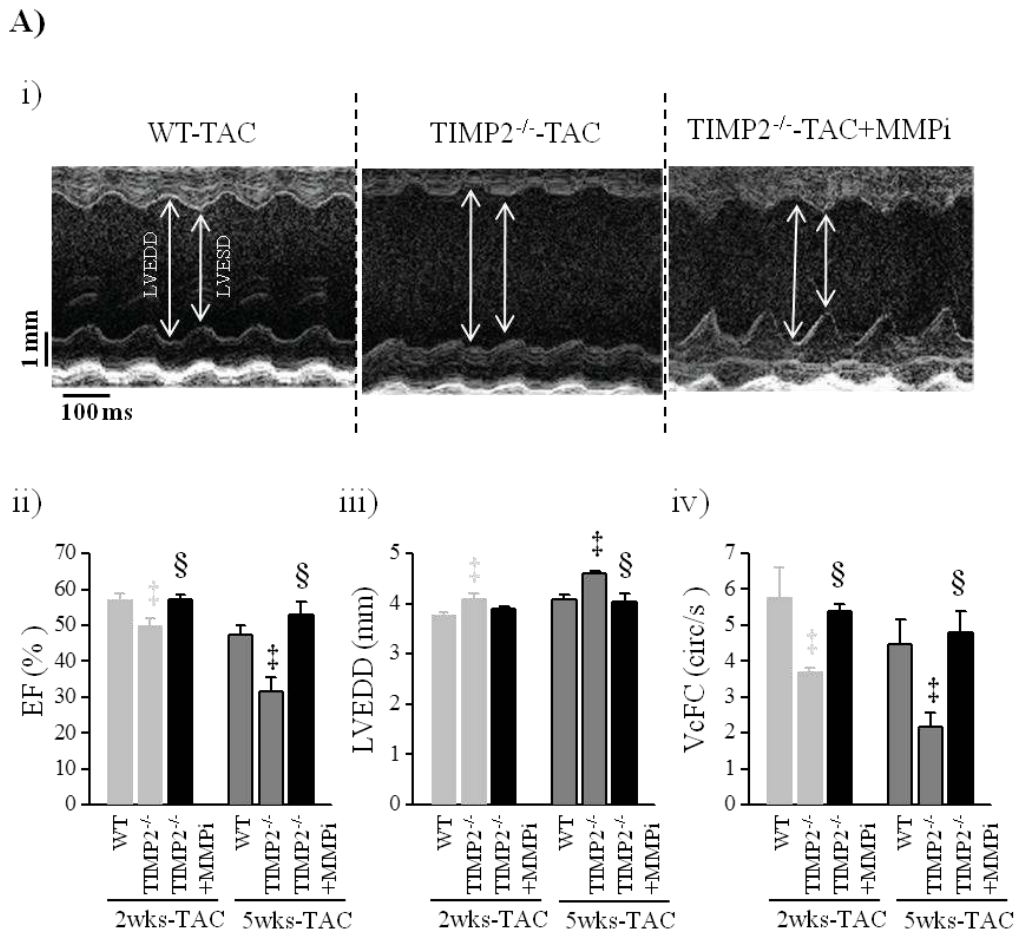 A)
i)
WT-TAC
TIMP2-/--TAC
TIMP2-/--TAC+MMPi
LVEDD
LVESD
1 mm
100 ms
ii)
EF (%)
70
60
50
40
30
20
10
0
‡
§
‡
§
WT
TIMP2-/-
TIMP2-/-
+MMPi
WT
TIMP2-/-
TIMP2-/-
+MMPi
2wks-TAC
5wks-TAC
iii)
LVEDD (mm)
5
4
3
2
1
0
‡
‡
§
WT
TIMP2-/-
TIMP2-/-
+MMPi
WT
TIMP2-/-
TIMP2-/-
+MMPi
2wks-TAC
5wks-TAC
iv)
VcFC (circ/s)
7
6
5
4
3
2
1
0
‡
§
‡
§
WT
TIMP2-/-
TIMP2-/-
+MMPi
WT
TIMP2-/-
TIMP2-/-
+MMPi
2wks-TAC
5wks-TAC